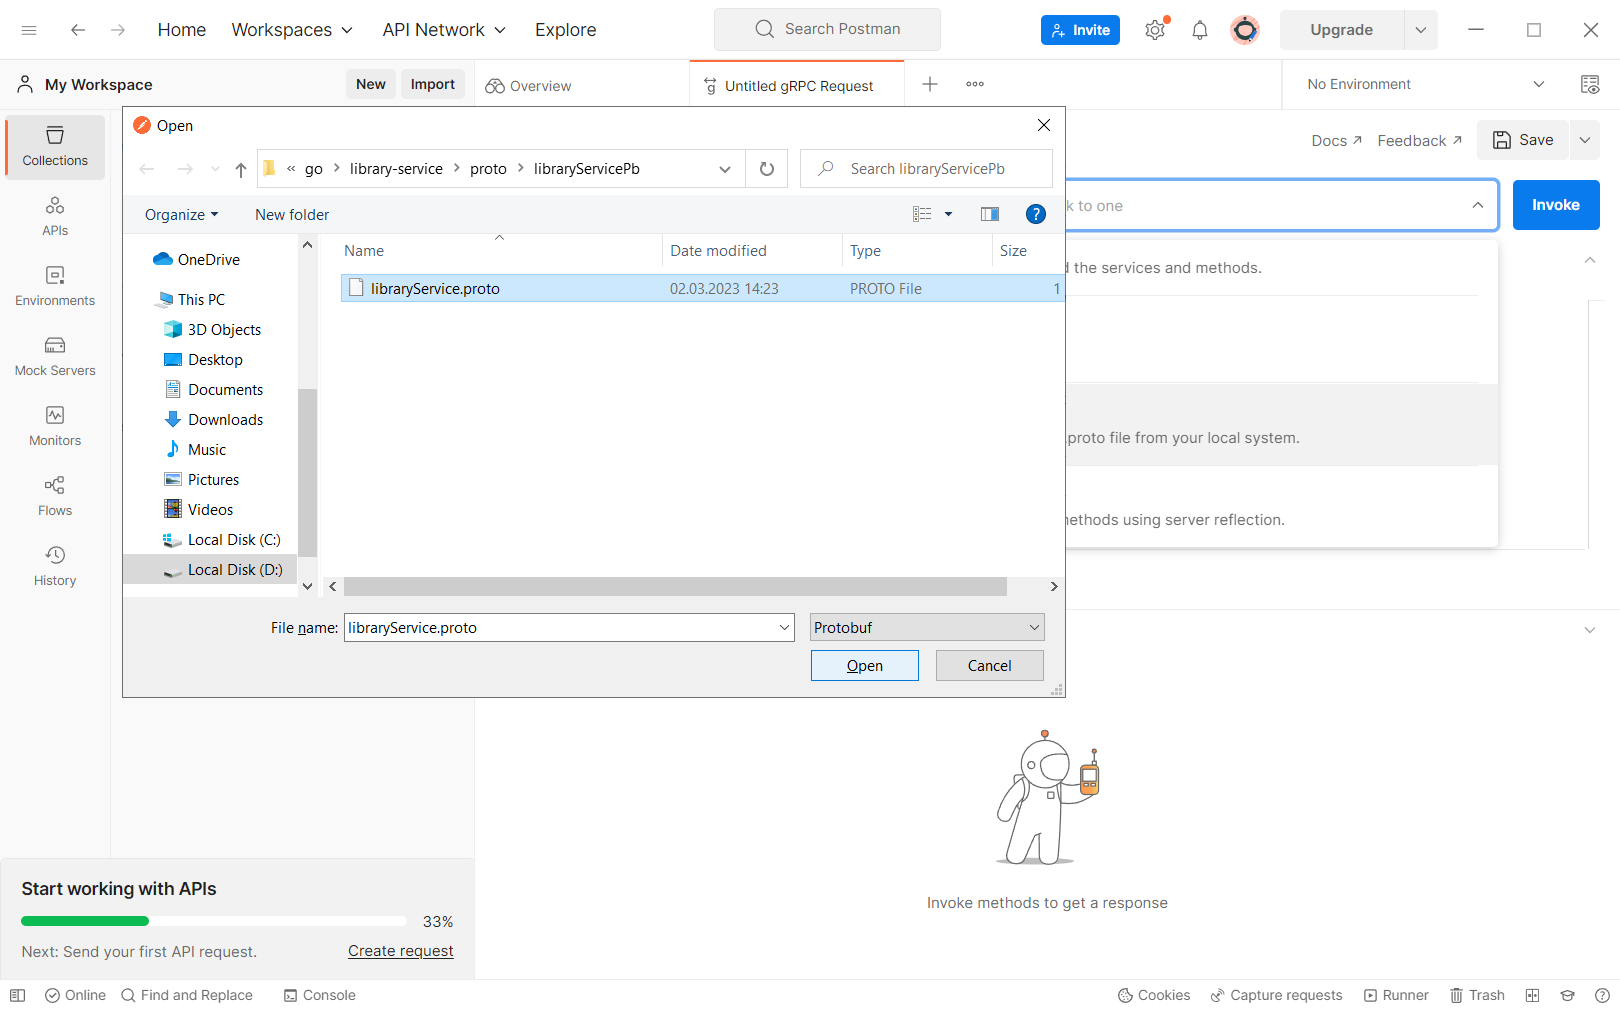 Home Workspaces API Network Explore Search Postman Invite Upgrade
My Workspace New Import Overview Untitled gRPC Request No Environment
Open
Collections
APIs
Environments
Mock Servers
Monitors
Flows
History
« go library-service proto libraryServicePb Search libraryServicePb
Organize New folder
Name Date modified Type Size
libraryService.proto 02.03.2023 14:23 PROTO File 1
OneDrive
This PC
3D Objects
Desktop
Documents
Downloads
Music
Pictures
Videos
Local Disk (C:)
Local Disk (D:)
File name: libraryService.proto Protobuf
Open Cancel
Docs Feedback Save
k to one Invoke
d the services and methods.
.proto file from your local system.
nethods using server reflection.
Invoke methods to get a response
Start working with APIs
33%
Next: Send your first API request. Create request
Online Find and Replace Console Cookies Capture requests Runner Trash